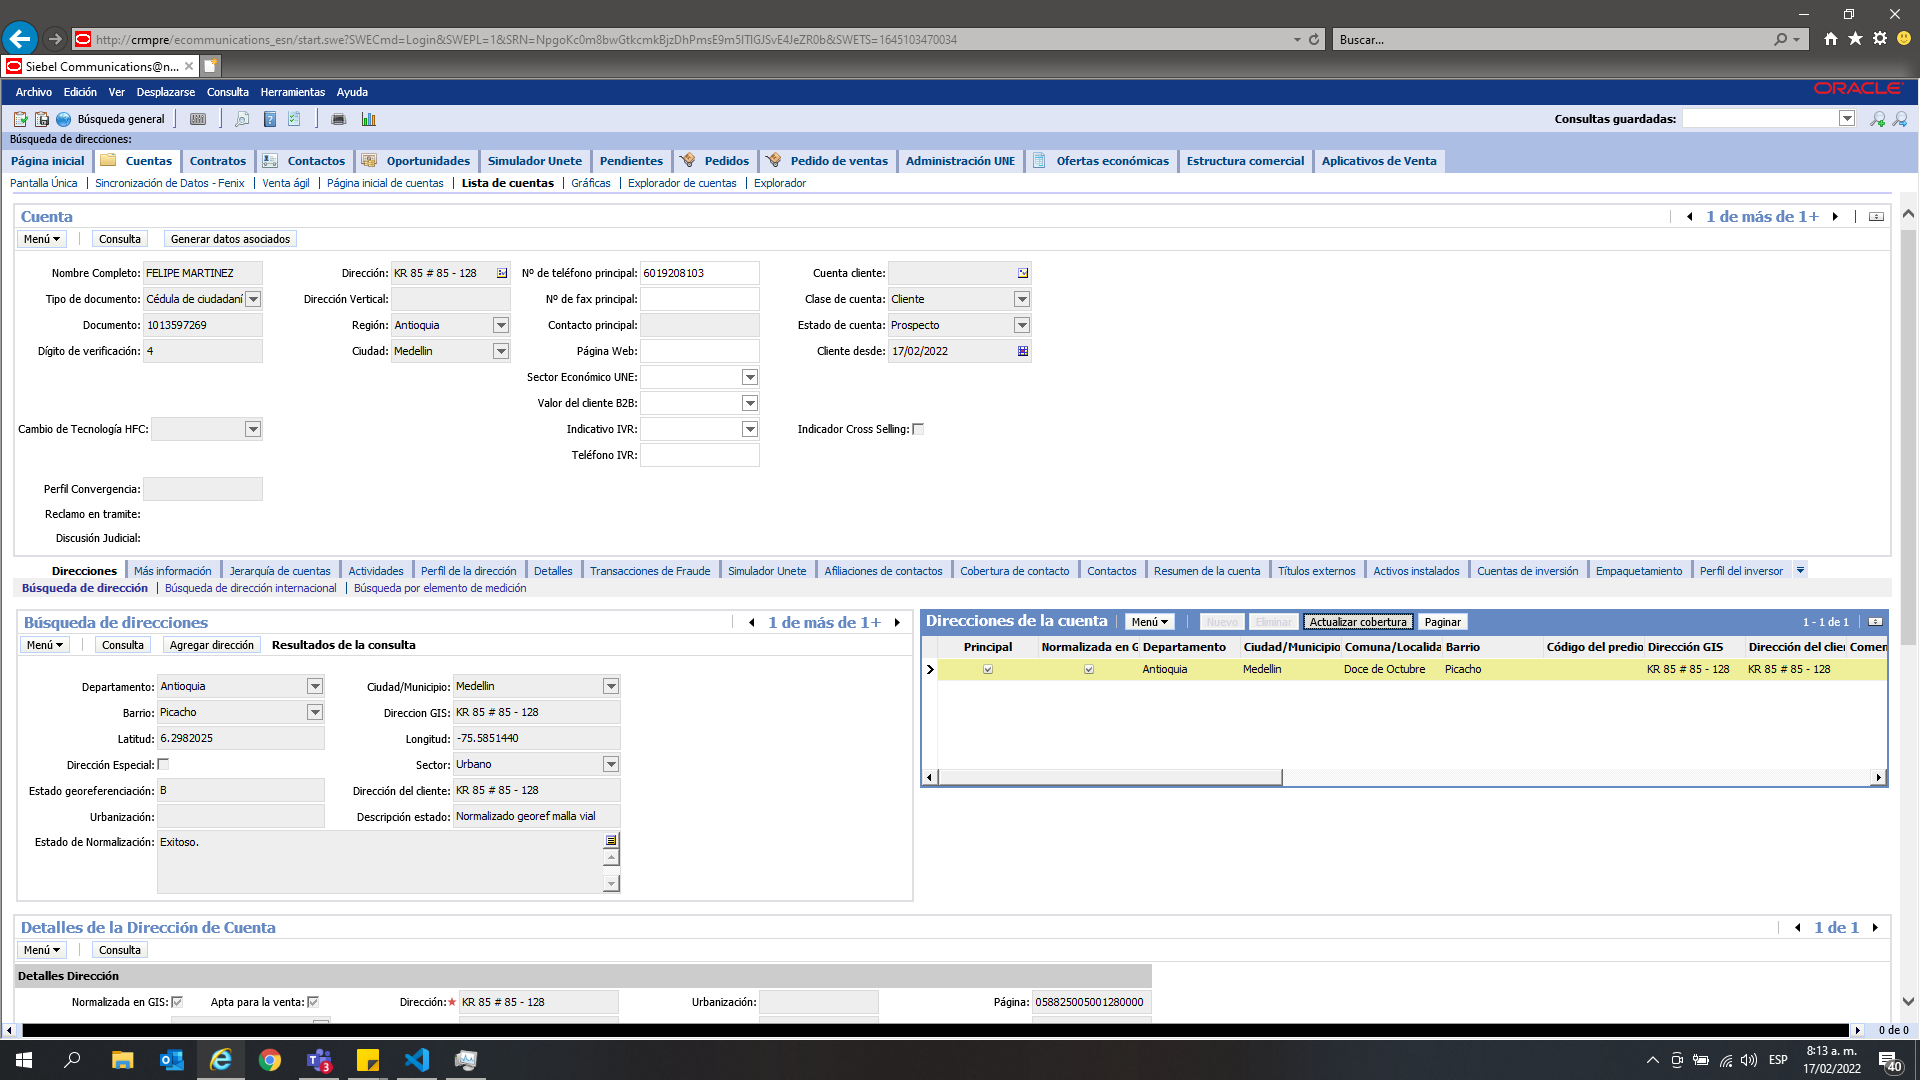 http://crmpre/ecommunications_esn/start.swe?SWECmd=Login&SWEPL=1&SRN=NpgoKc0m8bwGtkcmkBjzDhPmsE9m5ITlGJSvE4JeZR0b&SWETS=1645103470034
Buscar...
Siebel Communications@n...
Archivo Edición Ver Desplazarse Consulta Herramientas Ayuda
ORACLE
Búsqueda general
Consultas guardadas:
Búsqueda de direcciones:
Página inicial Cuentas Contratos Contactos Oportunidades Simulador Unete Pendientes Pedidos Pedido de ventas Administración UNE Ofertas económicas Estructura comercial Aplicativos de Venta
Pantalla Única Sincronización de Datos - Fenix Venta ágil Página inicial de cuentas Lista de cuentas Gráficas Explorador de cuentas Explorador
Cuenta 1 de más de 1+
Menú Consulta Generar datos asociados
Nombre Completo: FELIPE MARTINEZ Dirección: KR 85 # 85 - 128 Nº de teléfono principal: 6019208103 Cuenta cliente:
Tipo de documento: Cédula de ciudadaní Dirección Vertical: Nº de fax principal: Clase de cuenta: Cliente
Documento: 1013597269 Región: Antioquia Contacto principal: Estado de cuenta: Prospecto
Dígito de verificación: 4 Ciudad: Medellin Página Web: Cliente desde: 17/02/2022
Sector Económico UNE:
Valor del cliente B2B:
Cambio de Tecnología HFC: Indicativo IVR: Indicador Cross Selling:
Teléfono IVR:
Perfil Convergencia:
Reclamo en tramite:
Discusión Judicial:
Direcciones Más información Jerarquía de cuentas Actividades Perfil de la dirección Detalles Transacciones de Fraude Simulador Unete Afiliaciones de contactos Cobertura de contacto Contactos Resumen de la cuenta Títulos externos Activos instalados Cuentas de inversión Empaquetamiento Perfil del inversor
Búsqueda de dirección Búsqueda de dirección internacional Búsqueda por elemento de medición
Búsqueda de direcciones 1 de más de 1+
Menú Consulta Agregar dirección Resultados de la consulta
Departamento: Antioquia Ciudad/Municipio: Medellin
Barrio: Picacho Direccion GIS: KR 85 # 85 - 128
Latitud: 6.2982025 Longitud: -75.5851440
Dirección Especial: Sector: Urbano
Estado georeferenciación: B Dirección del cliente: KR 85 # 85 - 128
Urbanización: Descripción estado: Normalizado georef malla vial
Estado de Normalización: Exitoso.
Direcciones de la cuenta Menú Nuevo Eliminar Actualizar cobertura Paginar 1 - 1 de 1
Principal Normalizada en G Departamento Ciudad/Municipio Comuna/Localida Barrio Código del predio Dirección GIS Dirección del clie Comen
Antioquia Medellin Doce de Octubre Picacho KR 85 # 85 - 128 KR 85 # 85 - 128
Detalles de la Dirección de Cuenta 1 de 1
Menú Consulta
Detalles Dirección
Normalizada en GIS: Apta para la venta: Dirección:* KR 85 # 85 - 128 Urbanización: Página: 058825005001280000
0 de 0
3
ESP
8:13 a. m.
17/02/2022
40